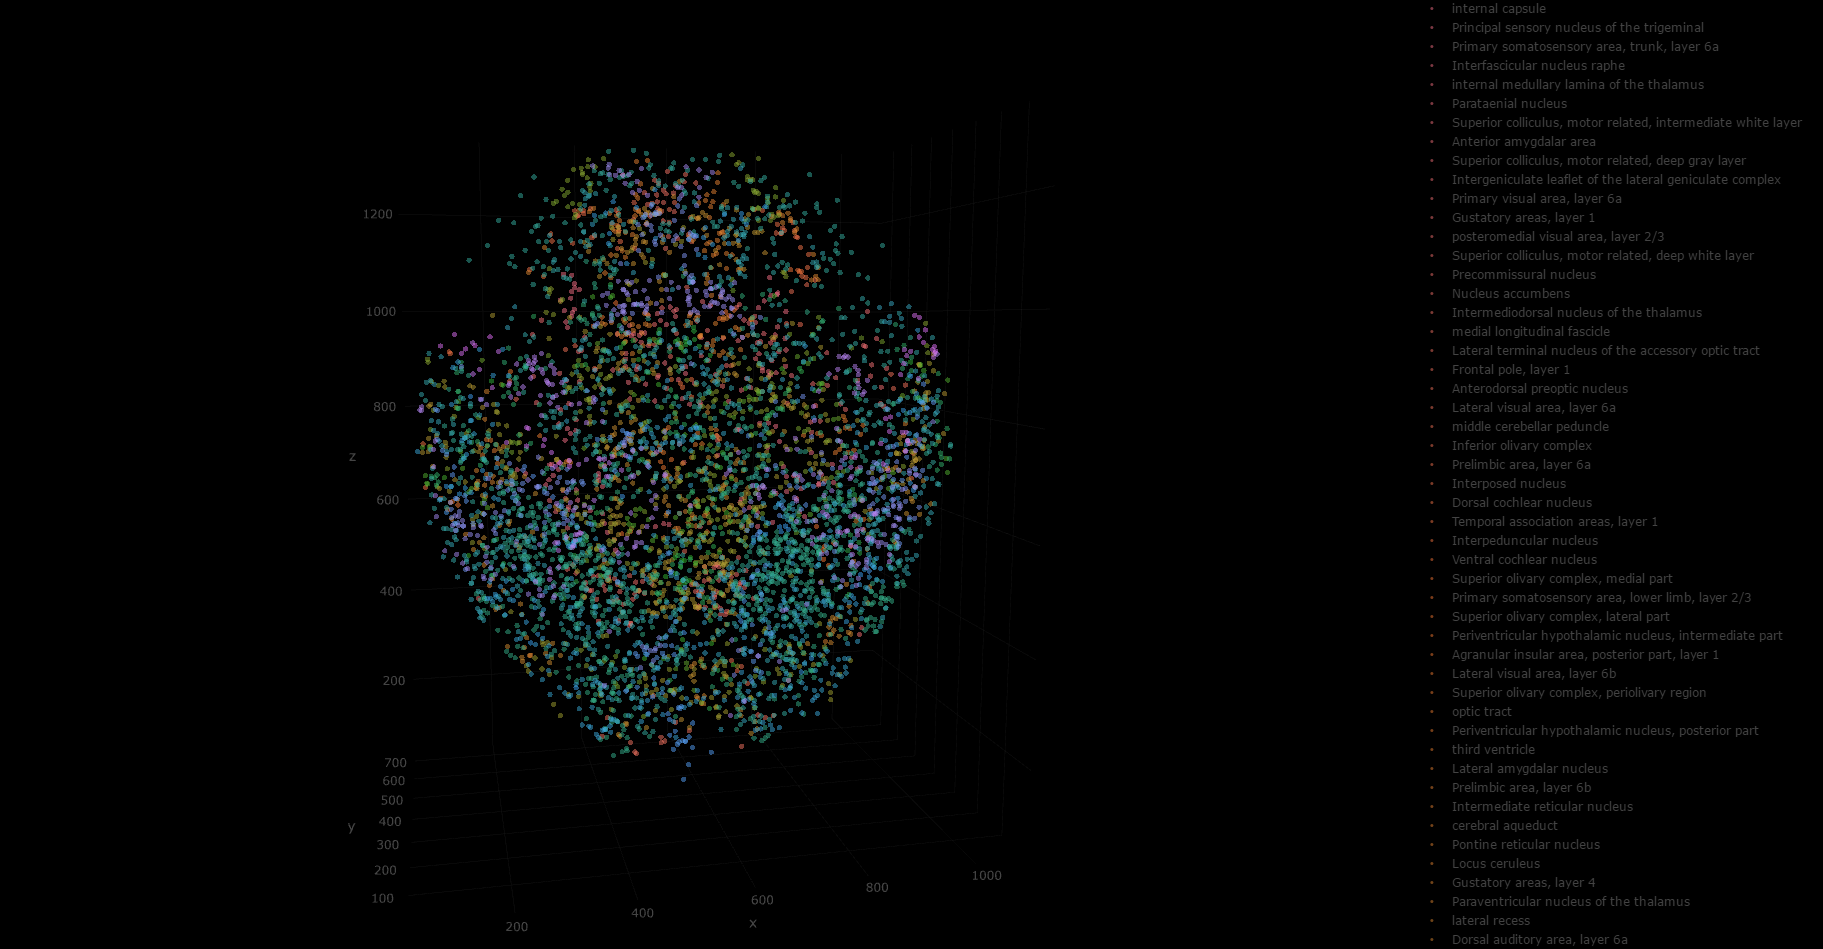 1200
1000
800
z
600
400
200
700
600
500
y
400
300
200
100
200
400
600
800
1000
x
internal capsule
Principal sensory nucleus of the trigeminal
Primary somatosensory area, trunk, layer 6a
Interfascicular nucleus raphe
internal medullary lamina of the thalamus
Parataenial nucleus
Superior colliculus, motor related, intermediate white layer
Anterior amygdalar area
Superior colliculus, motor related, deep gray layer
Intergeniculate leaflet of the lateral geniculate complex
Primary visual area, layer 6a
Gustatory areas, layer 1
posteromedial visual area, layer 2/3
Superior colliculus, motor related, deep white layer
Precommissural nucleus
Nucleus accumbens
Intermediodorsal nucleus of the thalamus
medial longitudinal fascicle
Lateral terminal nucleus of the accessory optic tract
Frontal pole, layer 1
Anterodorsal preoptic nucleus
Lateral visual area, layer 6a
middle cerebellar peduncle
Inferior olivary complex
Prelimbic area, layer 6a
Interposed nucleus
Dorsal cochlear nucleus
Temporal association areas, layer 1
Interpeduncular nucleus
Ventral cochlear nucleus
Superior olivary complex, medial part
Primary somatosensory area, lower limb, layer 2/3
Superior olivary complex, lateral part
Periventricular hypothalamic nucleus, intermediate part
Agranular insular area, posterior part, layer 1
Lateral visual area, layer 6b
Superior olivary complex, periolivary region
optic tract
Periventricular hypothalamic nucleus, posterior part
third ventricle
Lateral amygdalar nucleus
Prelimbic area, layer 6b
Intermediate reticular nucleus
cerebral aqueduct
Pontine reticular nucleus
Locus ceruleus
Gustatory areas, layer 4
Paraventricular nucleus of the thalamus
lateral recess
Dorsal auditory area, layer 6a